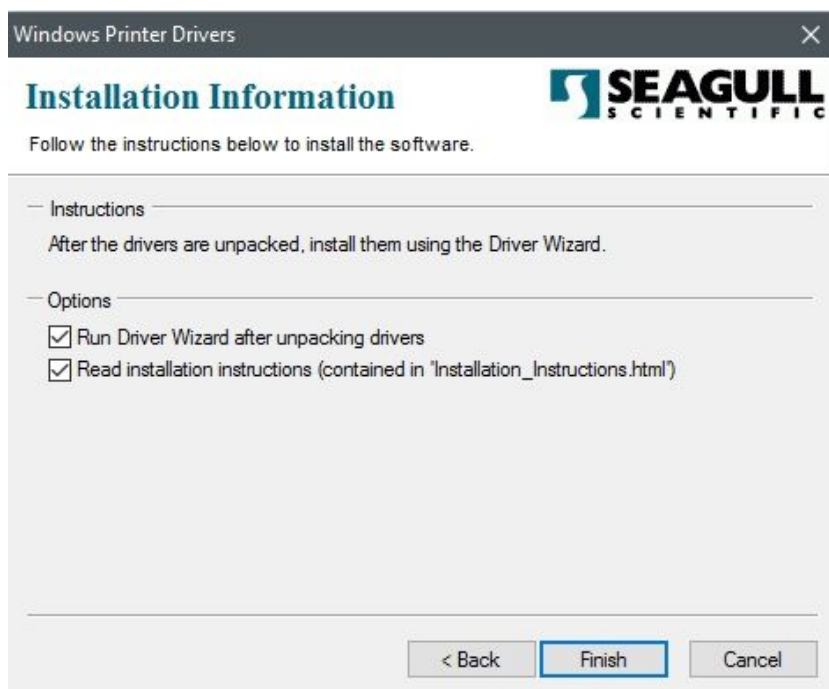 Windows Printer Drivers
Installation Information
SEAGULL
SCIENTIFIC
Follow the instructions below to install the software.
Instructions
After the drivers are unpacked, install them using the Driver Wizard.
Options
Run Driver Wizard after unpacking drivers
Read installation instructions (contained in 'Installation_Instructions.html')
< Back Finish Cancel